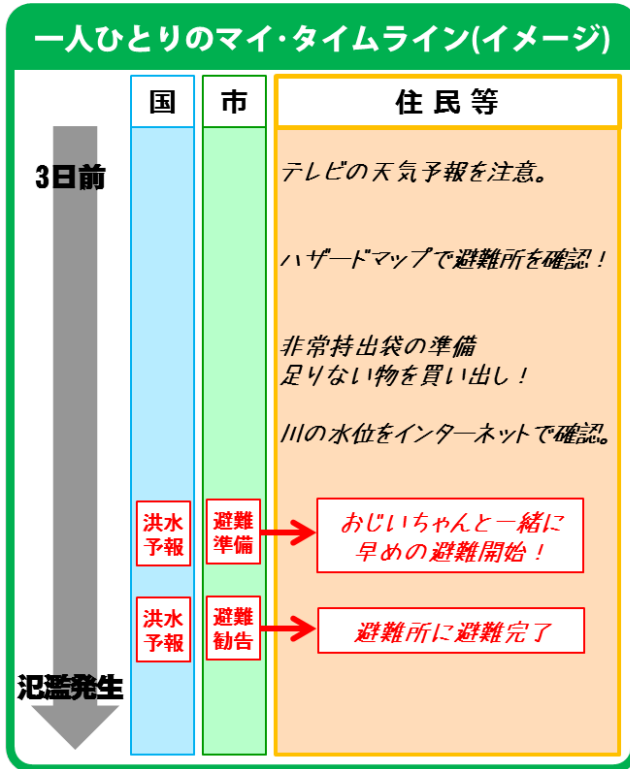 一人ひとりのマイ・タイムライン(イメージ)
国
市
住民等
3日前
テレビの天気予報を注意。
ハザードマップで避難所を確認！
非常持出袋の準備
足りない物を買い出し！
川の水位をインターネットで確認。
洪水
予報
避難
準備
おじいちゃんと一緒に
早めの避難開始！
洪水
予報
避難
勧告
避難所に避難完了
氾濫発生